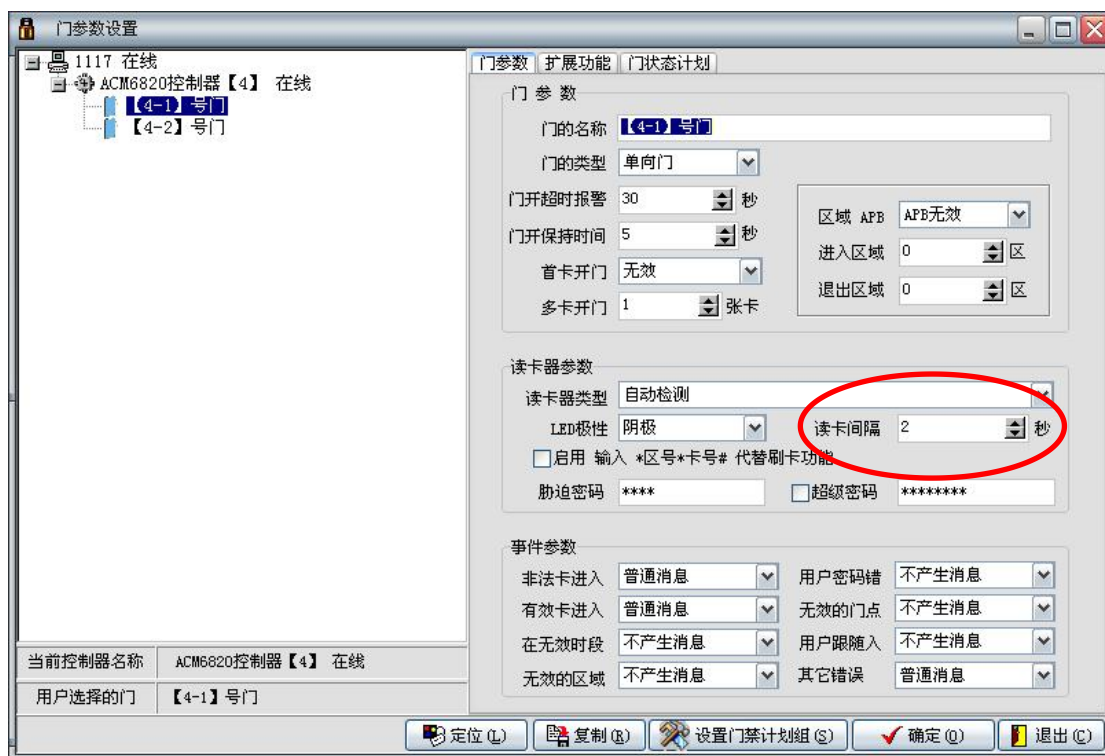 门参数设置
1117 在线
ACM6820控制器【4】 在线
【4-1】号门
【4-2】号门
门参数 扩展功能 门状态计划
门 参 数
门的名称 【4-1】号门
门的类型 单向门
门开超时报警 30 秒
门开保持时间 5 秒
首卡开门 无效
多卡开门 1 张卡
区域 APB APB无效
进入区域 0 区
退出区域 0 区
读卡器参数
读卡器类型 自动检测
LED极性 阴极 读卡间隔 2 秒
启用 输入 *区号*卡号# 代替刷卡功能
胁迫密码 **** 超级密码 ********
事件参数
非法卡进入 普通消息 用户密码错 不产生消息
有效卡进入 普通消息 无效的门点 不产生消息
在无效时段 不产生消息 用户跟随入 不产生消息
无效的区域 不产生消息 其它错误 普通消息
当前控制器名称 ACM6820控制器【4】 在线
用户选择的门 【4-1】号门
定位(L) 复制(R) 设置门禁计划组(S) 确定(O) 退出(C)